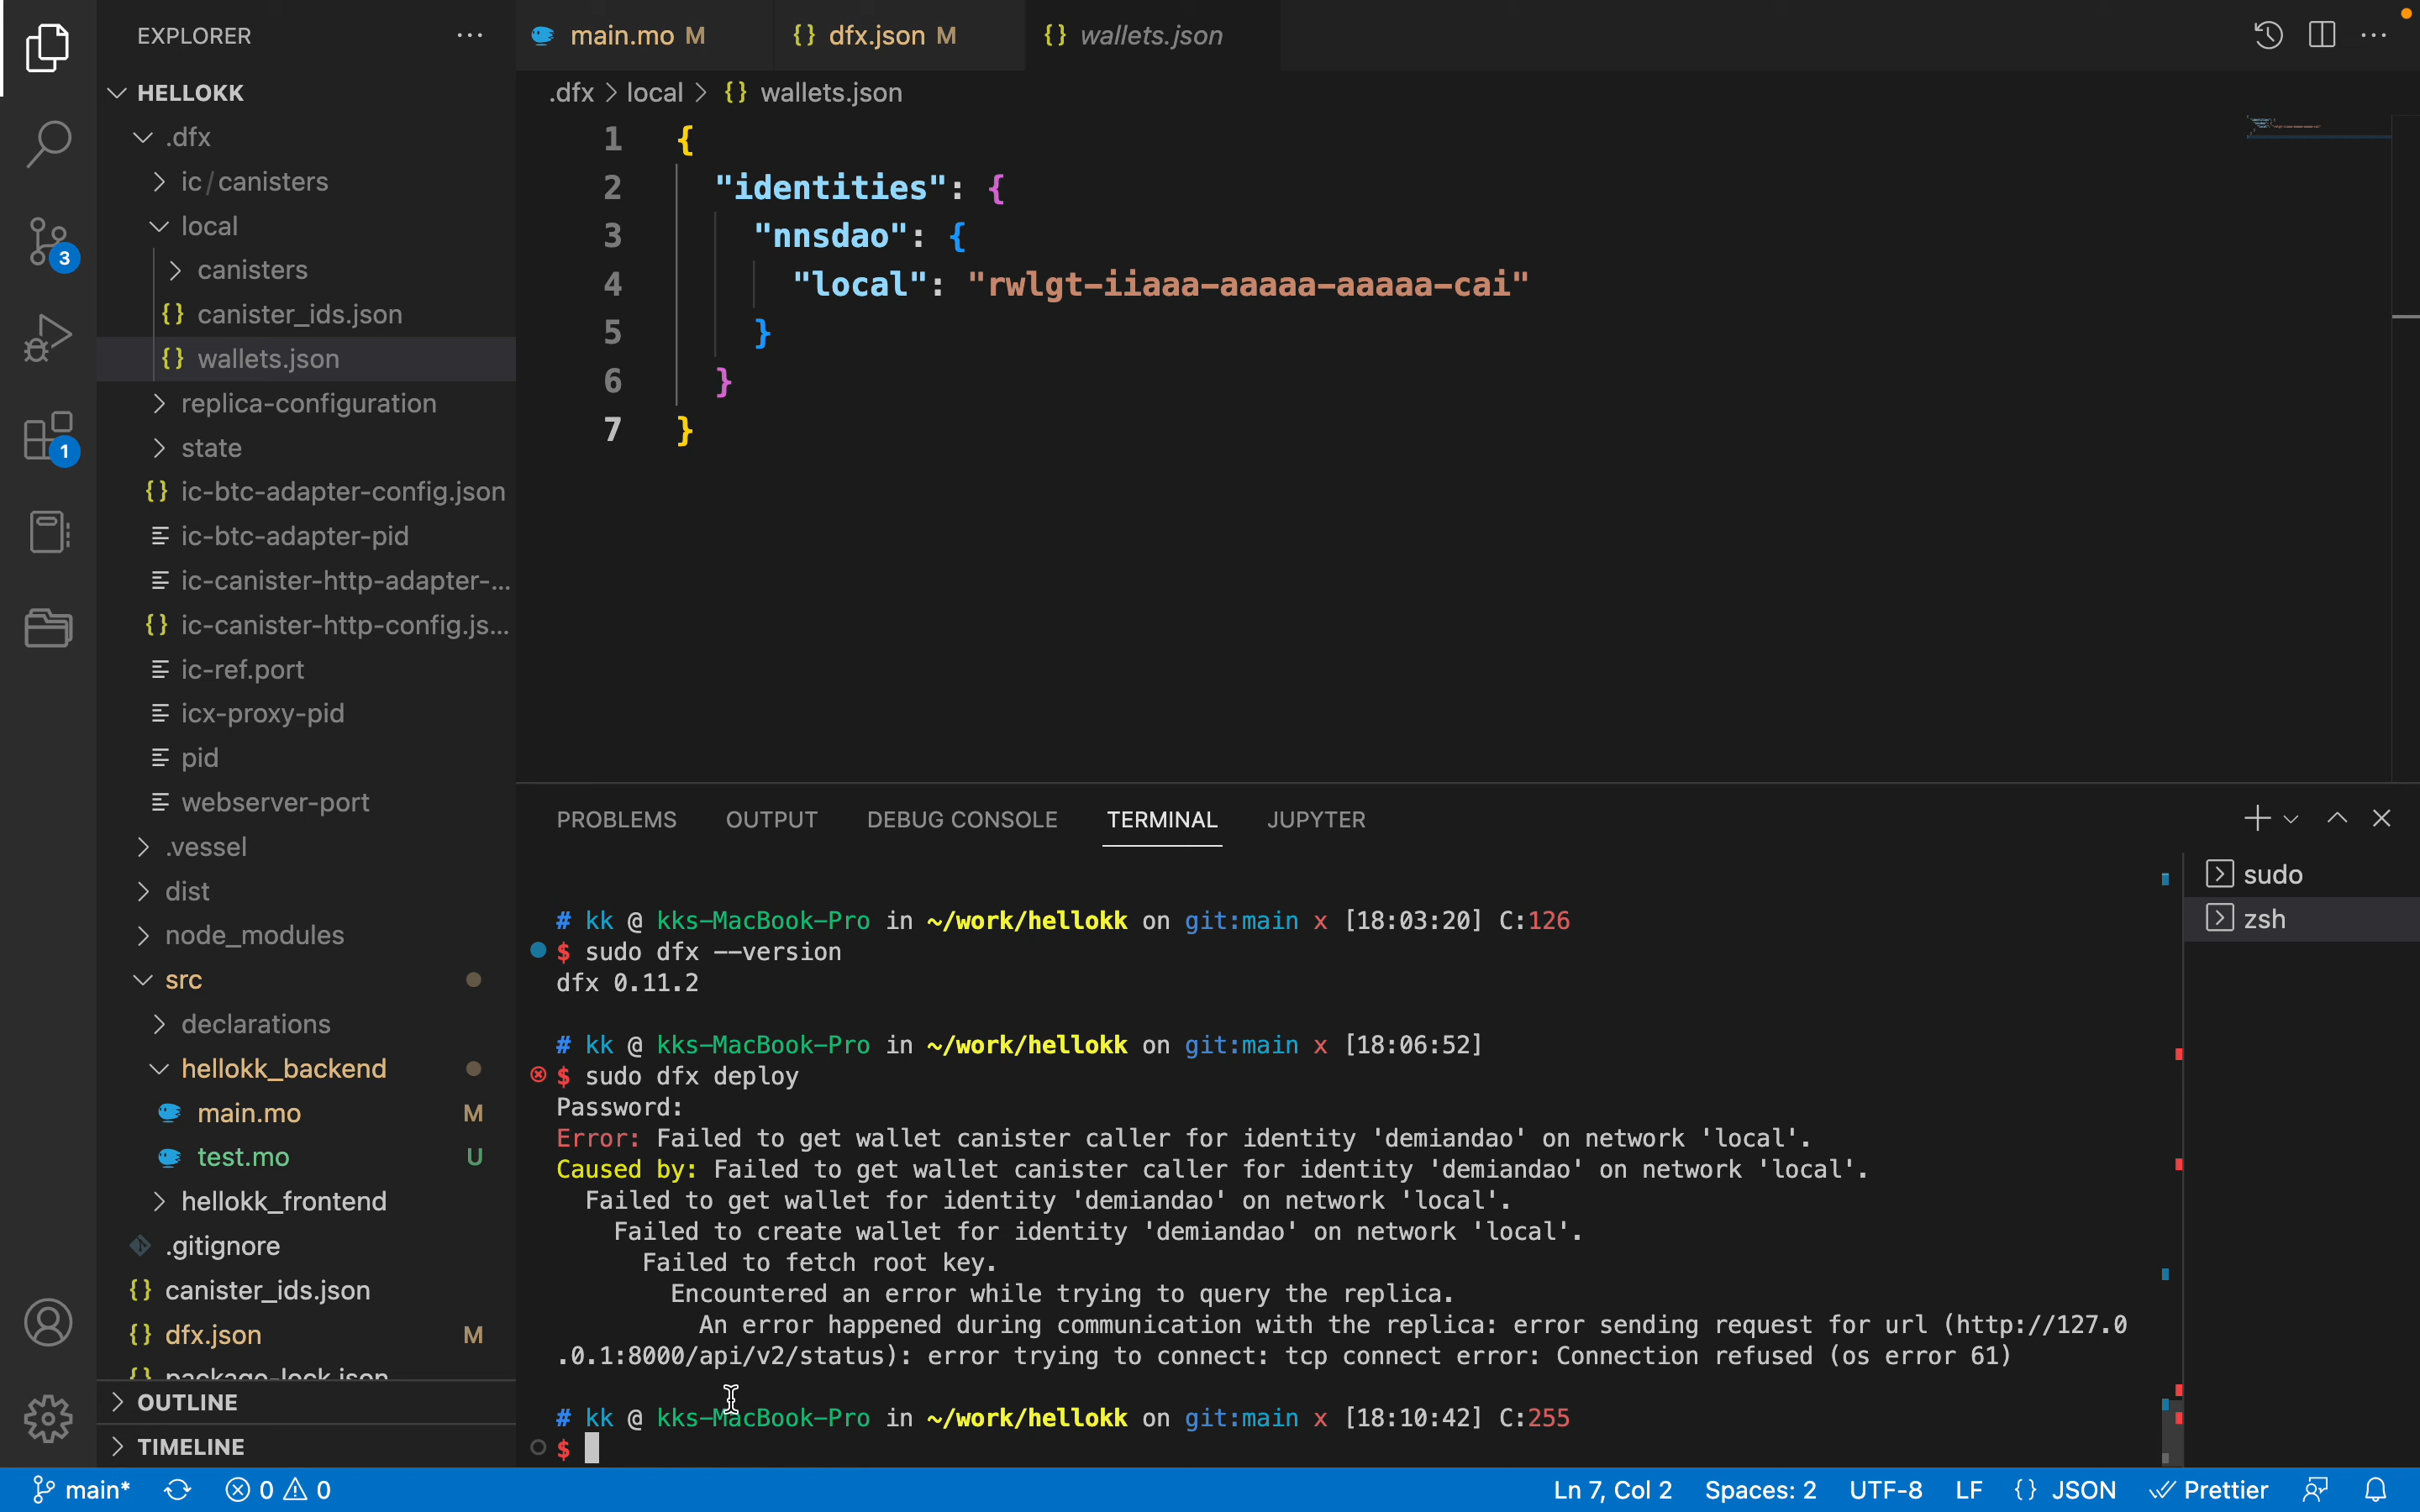 EXPLORER
HELLOKK
.dfx
ic / canisters
local
canisters
{} canister_ids.json
{} wallets.json
replica-configuration
state
{} ic-btc-adapter-config.json
ic-btc-adapter-pid
ic-canister-http-adapter-...
{} ic-canister-http-config.js...
ic-ref.port
icx-proxy-pid
pid
webserver-port
.vessel
dist
node_modules
src
declarations
hellokk_backend
main.mo M
test.mo U
hellokk_frontend
.gitignore
{} canister_ids.json
{} dfx.json M
{} package-lock.json
OUTLINE
TIMELINE
3
1
main.mo M
{} dfx.json M
{} wallets.json
.dfx > local > {} wallets.json
1 {
2 "identities": {
3 "nnsdao": {
4 "local": "rwlgt-iiaaa-aaaaa-aaaaa-cai"
5 }
6 }
7 }
PROBLEMS OUTPUT DEBUG CONSOLE TERMINAL JUPYTER
sudo
zsh
# kk @ kks-MacBook-Pro in ~/work/hellokk on git:main x [18:03:20] C:126
$ sudo dfx --version
dfx 0.11.2
# kk @ kks-MacBook-Pro in ~/work/hellokk on git:main x [18:06:52]
$ sudo dfx deploy
Password:
Error: Failed to get wallet canister caller for identity 'demiandao' on network 'local'.
Caused by: Failed to get wallet canister caller for identity 'demiandao' on network 'local'.
Failed to get wallet for identity 'demiandao' on network 'local'.
Failed to create wallet for identity 'demiandao' on network 'local'.
Failed to fetch root key.
Encountered an error while trying to query the replica.
An error happened during communication with the replica: error sending request for url (http://127.0
.0.1:8000/api/v2/status): error trying to connect: tcp connect error: Connection refused (os error 61)
# kk @ kks-MacBook-Pro in ~/work/hellokk on git:main x [18:10:42] C:255
$
main* 0 0 Ln 7, Col 2 Spaces: 2 UTF-8 LF {} JSON Prettier